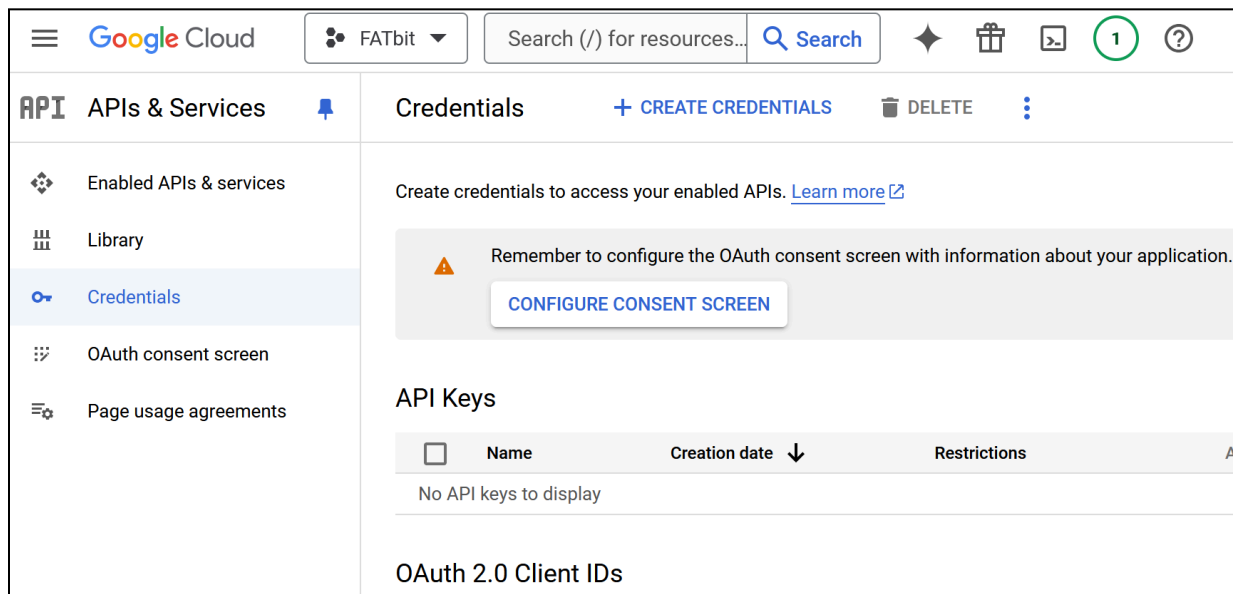 Google Cloud
FATbit
Search (/) for resources...
Search
1
API
APIs & Services
Credentials
CREATE CREDENTIALS
DELETE
Enabled APIs & services
Library
Credentials
OAuth consent screen
Page usage agreements
Create credentials to access your enabled APIs. Learn more
Remember to configure the OAuth consent screen with information about your application.
CONFIGURE CONSENT SCREEN
API Keys
Name Creation date Restrictions
No API keys to display
OAuth 2.0 Client IDs